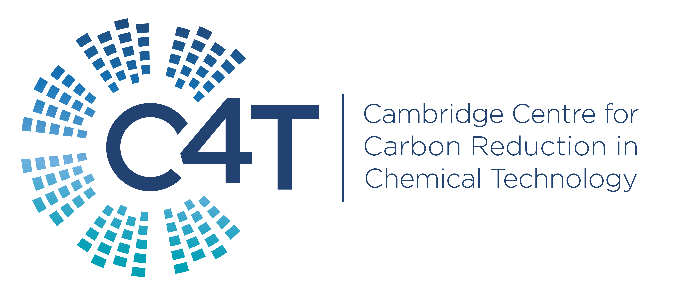 C4T
Cambridge Centre for
Carbon Reduction in
Chemical Technology